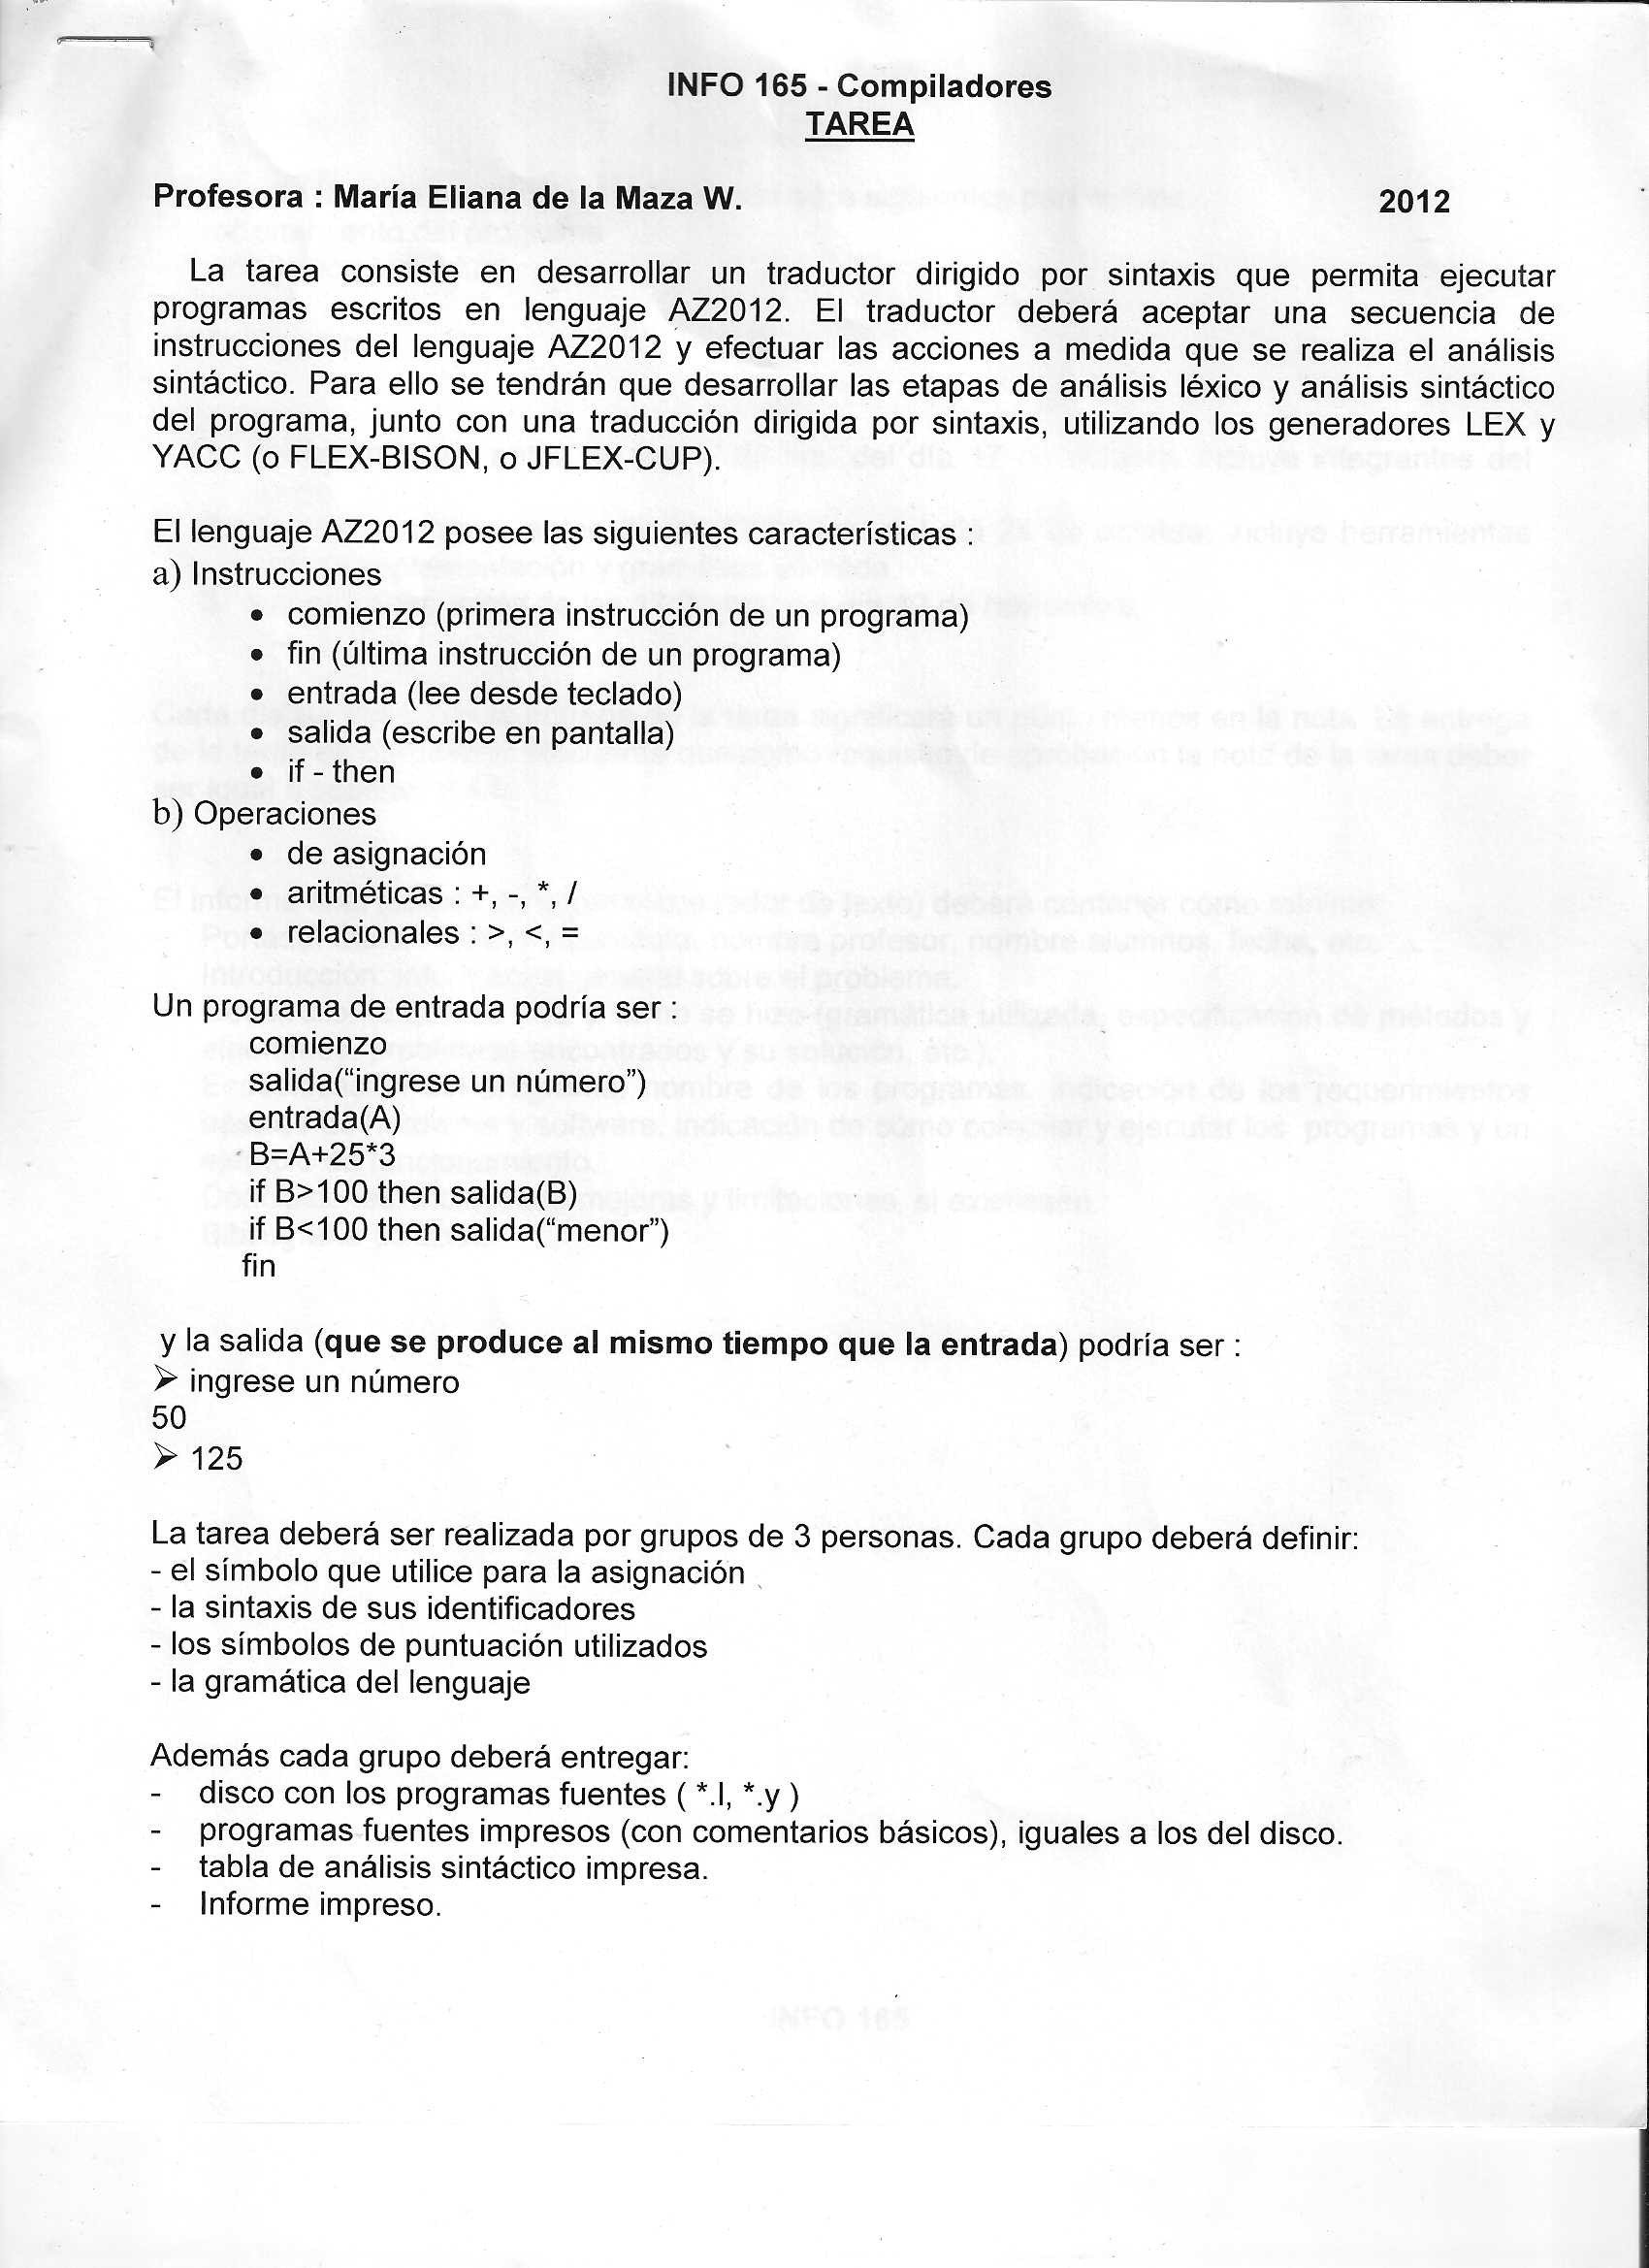 INFO 165 - Compiladores
TAREA
Profesora : María Eliana de la Maza W. 2012
La tarea consiste en desarrollar un traductor dirigido por sintaxis que permita ejecutar
programas escritos en lenguaje AZ2012. El traductor deberá aceptar una secuencia de
instrucciones del lenguaje AZ2012 y efectuar las acciones a medida que se realiza el análisis
sintáctico. Para ello se tendrán que desarrollar las etapas de análisis léxico y análisis sintáctico
del programa, junto con una traducción dirigida por sintaxis, utilizando los generadores LEX y
YACC (o FLEX-BISON, o JFLEX-CUP).
El lenguaje AZ2012 posee las siguientes características :
a) Instrucciones
• comienzo (primera instrucción de un programa)
• fin (última instrucción de un programa)
• entrada (lee desde teclado)
• salida (escribe en pantalla)
• if - then
b) Operaciones
• de asignación
• aritméticas : +, -, *, /
• relacionales : >, <, =
Un programa de entrada podría ser :
comienzo
salida(“ingrese un número”)
entrada(A)
B=A+25*3
if B>100 then salida(B)
if B<100 then salida(“menor”)
fin
y la salida (que se produce al mismo tiempo que la entrada) podría ser :
➢ ingrese un número
50
➢ 125
La tarea deberá ser realizada por grupos de 3 personas. Cada grupo deberá definir:
- el símbolo que utilice para la asignación
- la sintaxis de sus identificadores
- los símbolos de puntuación utilizados
- la gramática del lenguaje
Además cada grupo deberá entregar:
- disco con los programas fuentes ( *.l, *.y )
- programas fuentes impresos (con comentarios básicos), iguales a los del disco.
- tabla de análisis sintáctico impresa.
- Informe impreso.
INFO 165